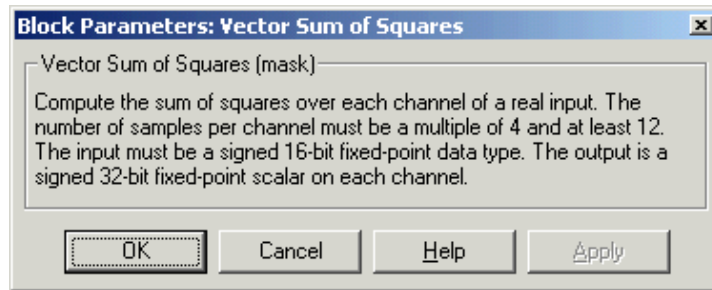 Block Parameters: Vector Sum of Squares
Vector Sum of Squares (mask)
Compute the sum of squares over each channel of a real input. The
number of samples per channel must be a multiple of 4 and at least 12.
The input must be a signed 16-bit fixed-point data type. The output is a
signed 32-bit fixed-point scalar on each channel.
OK Cancel Help Apply